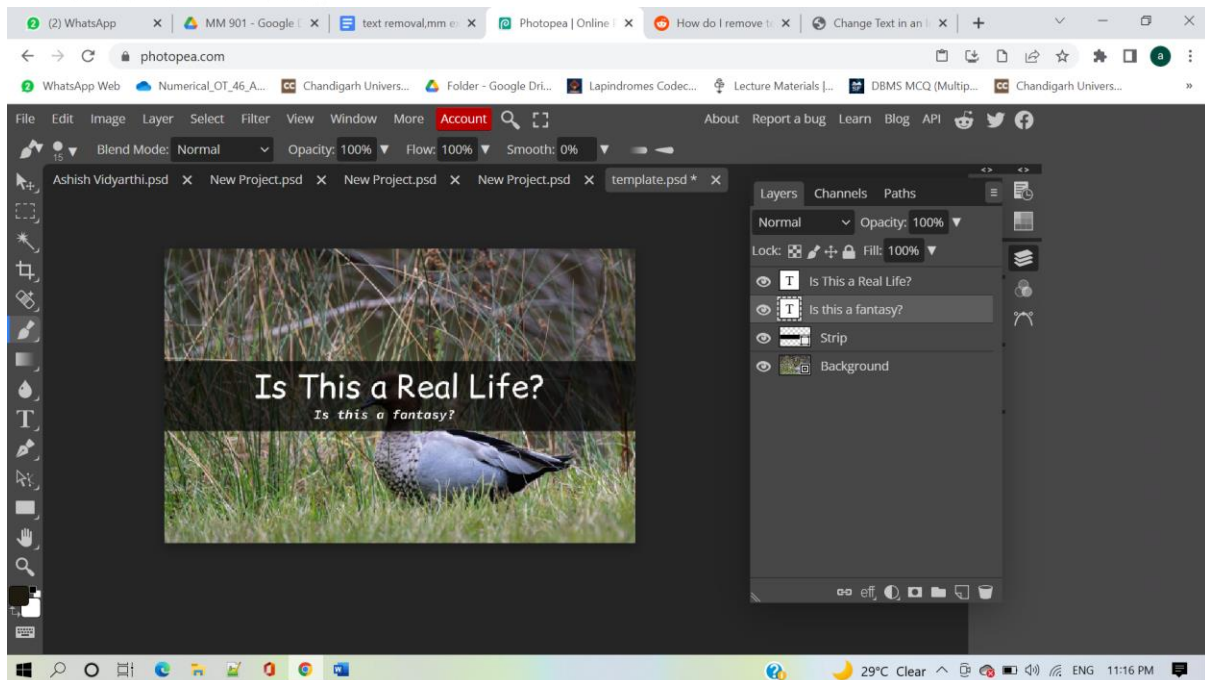 (2) WhatsApp
MM 901 - Google D
text removal,mm e
Photopea | Online
How do I remove t
Change Text in an I
photopea.com
WhatsApp Web
Numerical_OT_46_A...
Chandigarh Univers...
Folder - Google Dri...
Lapindromes Codec...
Lecture Materials |...
DBMS MCQ (Multip...
Chandigarh Univers...
»
File Edit Image Layer Select Filter View Window More Account
About Report a bug Learn Blog API
15 Blend Mode: Normal Opacity: 100% Flow: 100% Smooth: 0%
Ashish Vidyarthi.psd New Project.psd New Project.psd New Project.psd template.psd *
Layers Channels Paths
Normal Opacity: 100%
Lock: Fill: 100%
T Is This a Real Life?
T Is this a fantasy?
Strip
Background
Is This a Real Life?
Is this a fantasy?
eff
29°C Clear ENG 11:16 PM